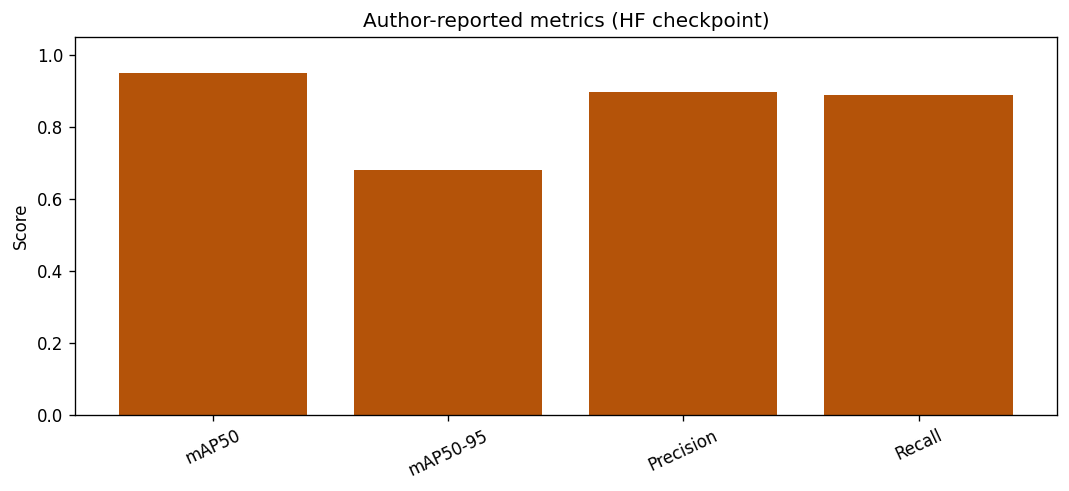 Author-reported metrics (HF checkpoint)
Score
1.0
0.8
0.6
0.4
0.2
0.0
mAP50
mAP50-95
Precision
Recall